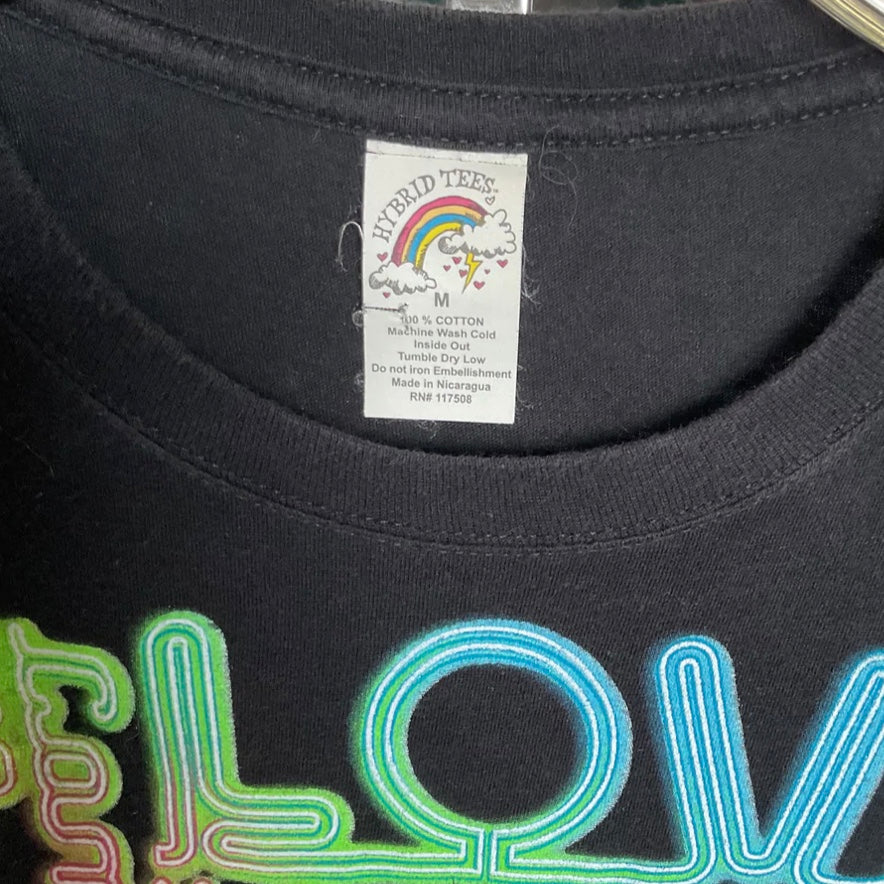 HYBRID TEES
M
100 % COTTON
Machine Wash Cold
Inside Out
Tumble Dry Low
Do not iron Embellishment
Made in Nicaragua
RN# 117508
LOV